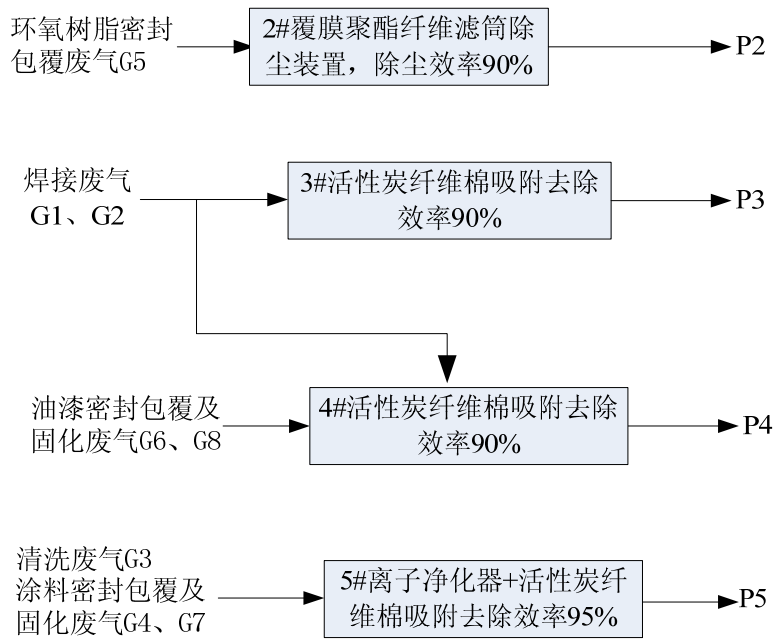 环氧树脂密封
包覆废气G5
2#覆膜聚酯纤维滤筒除
尘装置，除尘效率90%
P2
焊接废气
G1、G2
3#活性炭纤维棉吸附去除
效率90%
P3
油漆密封包覆及
固化废气G6、G8
4#活性炭纤维棉吸附去除
效率90%
P4
清洗废气G3
涂料密封包覆及
固化废气G4、G7
5#离子净化器+活性炭纤
维棉吸附去除效率95%
P5